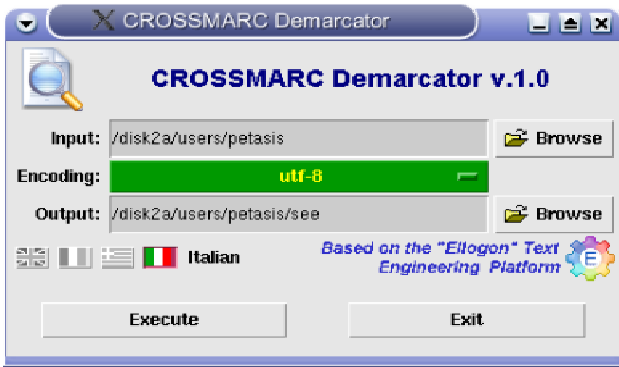 CROSSMARC Demarcator
CROSSMARC Demarcator v.1.0
Input: /disk2a/users/petasis Browse
Encoding: utf-8
Output: /disk2a/users/petasis/see Browse
Italian
Based on the "Ellogon" Text
Engineering Platform
E
Execute Exit